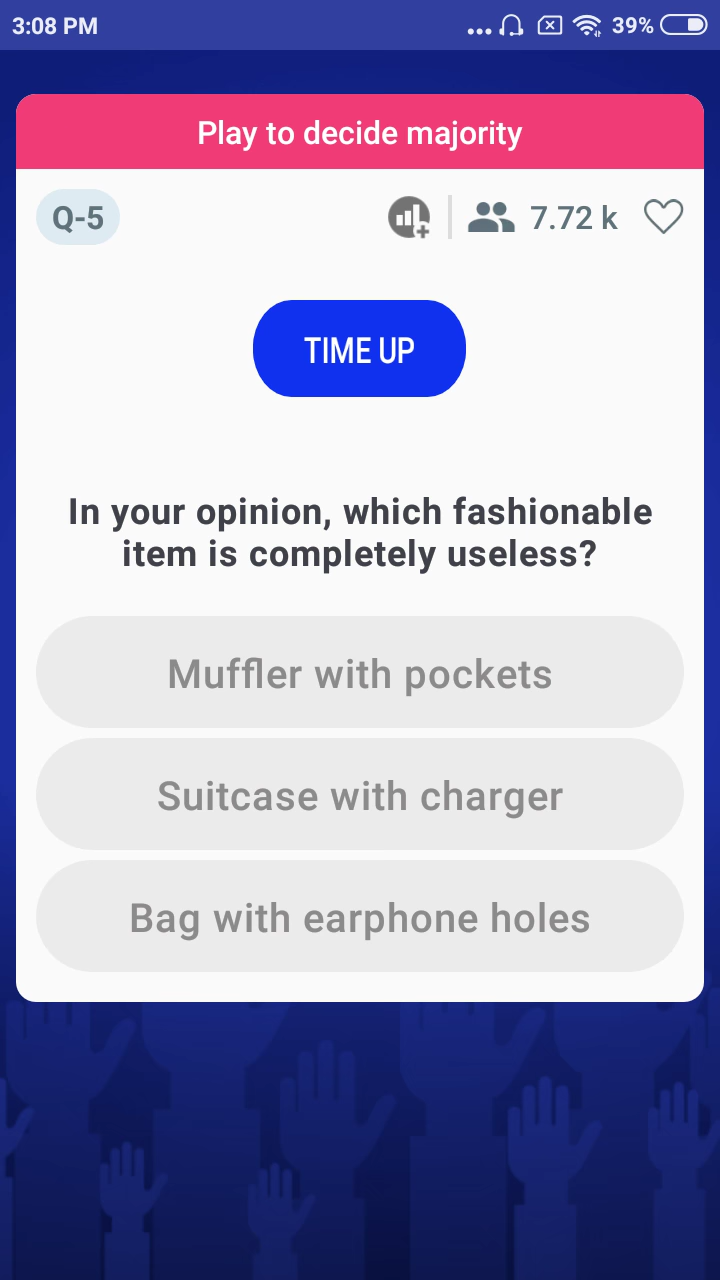 3:08 PM
39%
Play to decide majority
Q-5
7.72 k
TIME UP
In your opinion, which fashionable
item is completely useless?
Muffler with pockets
Suitcase with charger
Bag with earphone holes